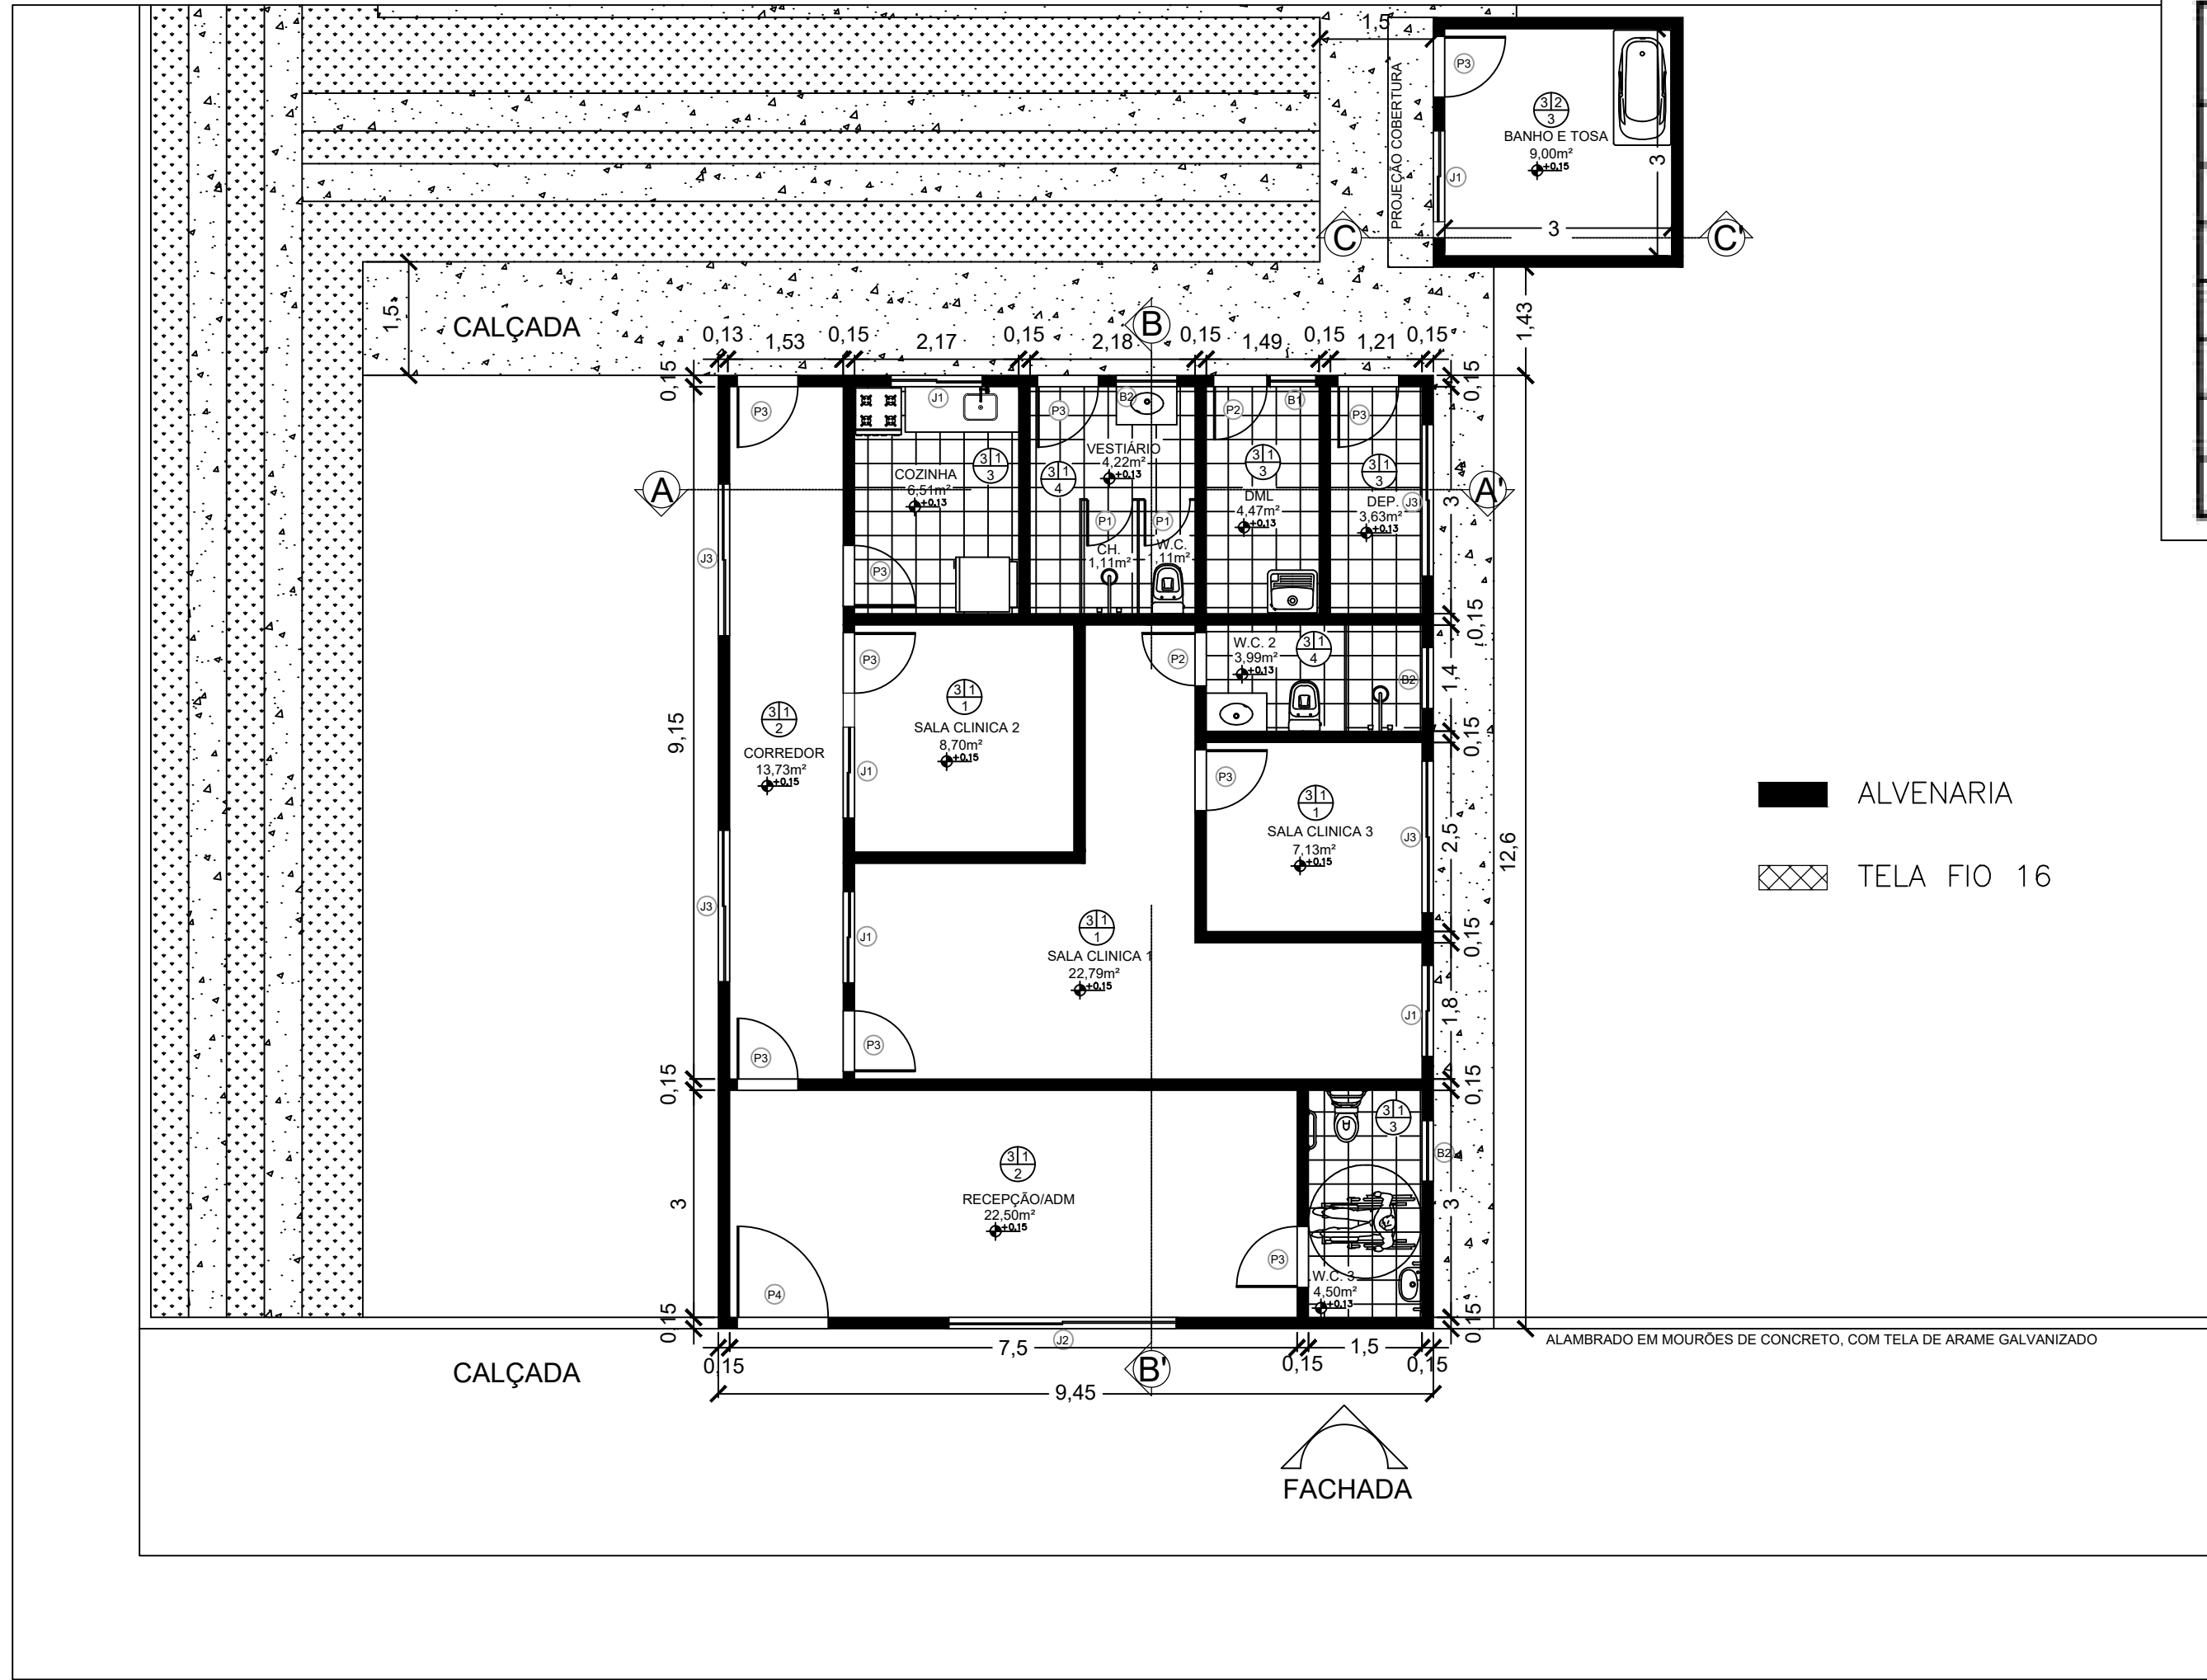 1,5
P3
PROJEÇÃO COBERTURA
3 2
3
BANHO E TOSA
9,00m²
+0.15
3
J1
3
C
C'
1,5
CALÇADA
B
1,43
0,13
1,53
0,15
2,17
0,15
2,18
0,15
1,49
0,15
1,21
0,15
0,15
0,15
P3
J1
P3
B2
P2
B1
P3
COZINHA
6,51m²
+0.13
3 1
3
VESTIÁRIO
4,22m²
+0.13
3 1
4
3 1
3
DML
4,47m²
+0.13
3 1
3
DEP.
3,63m²
+0.13
J3
3
A
A'
P1
P1
CH.
1,11m²
W.C.
1,11m²
J3
P3
0,15
P3
P2
W.C. 2
3,99m²
+0.13
3 1
4
B2
1,4
3 1
1
SALA CLINICA 2
8,70m²
+0.15
3 1
2
CORREDOR
13,73m²
+0.15
9,15
J1
0,15
P3
3 1
1
SALA CLINICA 3
7,13m²
+0.15
J3
2,5
12,6
ALVENARIA
TELA FIO 16
J3
J1
3 1
1
SALA CLINICA 1
22,79m²
+0.15
0,15
J1
1,8
P3
P3
0,15
0,15
3 1
3
B2
3 1
2
RECEPÇÃO/ADM
22,50m²
+0.15
3
3
P3
P4
W.C. 3
4,50m²
+0.13
0,15
0,15
J2
ALAMBRADO EM MOURÕES DE CONCRETO, COM TELA DE ARAME GALVANIZADO
0,15
7,5
0,15
1,5
0,15
CALÇADA
B'
9,45
FACHADA